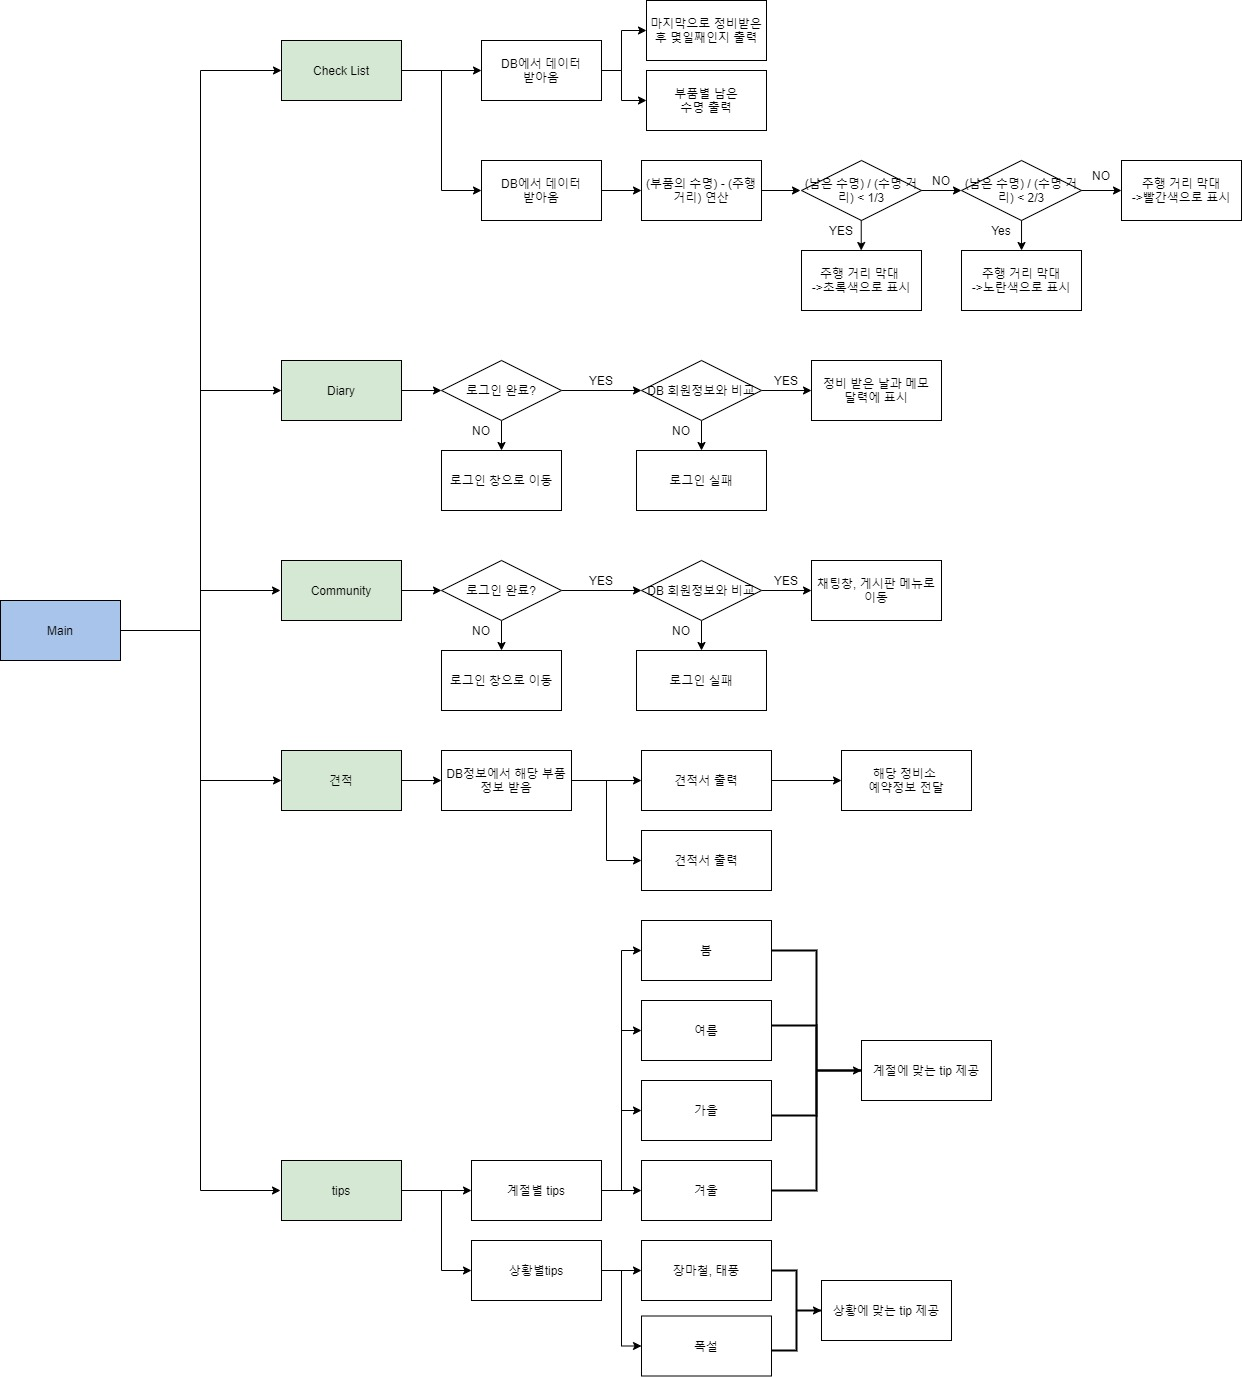 마지막으로 정비받은
후 몇일째인지 출력
Check List
DB에서 데이터
받아옴
부품별 남은
수명 출력
DB에서 데이터
받아옴
(부품의 수명) - (주행
거리) 연산
(남은 수명) / (수명 거
리) < 1/3
NO
(남은 수명) / (수명 거
리) < 2/3
NO
주행 거리 막대
->빨간색으로 표시
YES
Yes
주행 거리 막대
->초록색으로 표시
주행 거리 막대
->노란색으로 표시
Diary
로그인 완료?
YES
DB 회원정보와 비교
YES
정비 받은 날과 메모
달력에 표시
NO
NO
로그인 창으로 이동
로그인 실패
Community
로그인 완료?
YES
DB 회원정보와 비교
YES
채팅창, 게시판 메뉴로
이동
NO
NO
로그인 창으로 이동
로그인 실패
Main
견적
DB정보에서 해당 부품
정보 받음
견적서 출력
해당 정비소
예약정보 전달
견적서 출력
봄
여름
계절에 맞는 tip 제공
가을
tips
계절별 tips
겨울
상황별tips
장마철, 태풍
상황에 맞는 tip 제공
폭설